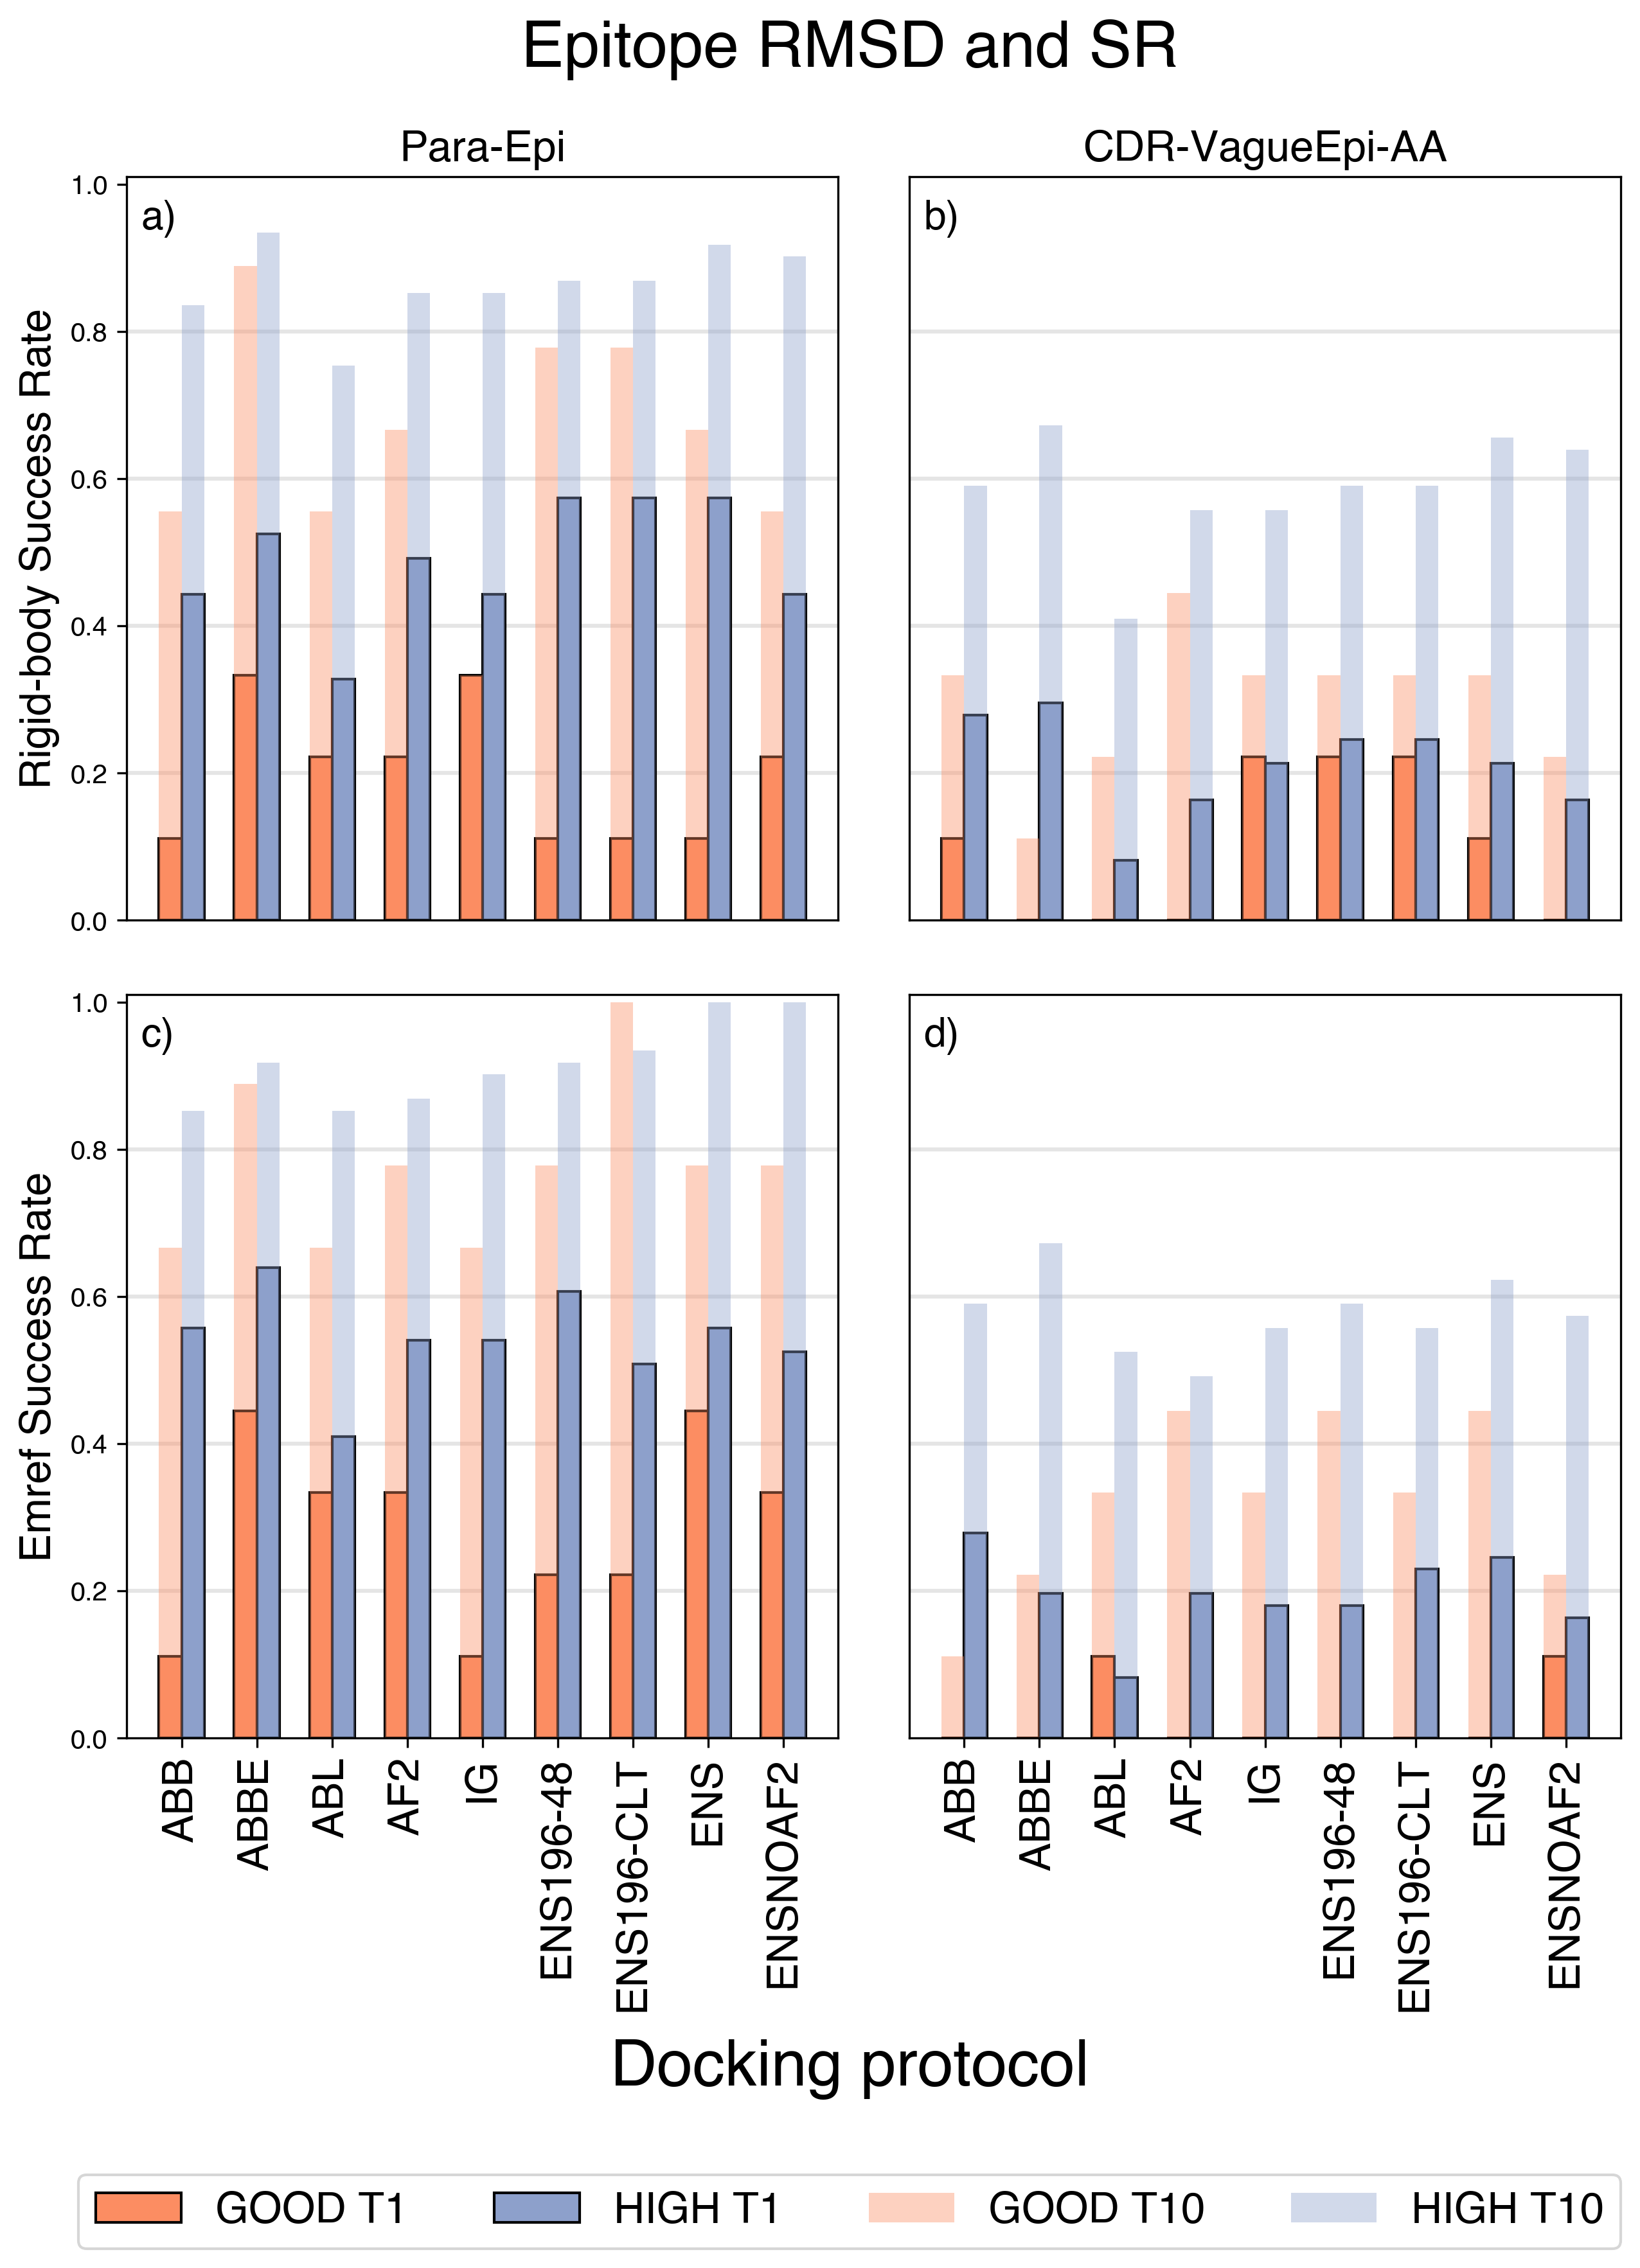 Epitope RMSD and SR
Para-Epi
CDR-VagueEpi-AA
Rigid-body Success Rate
1.0
0.8
0.6
0.4
0.2
0.0
a)
b)
Emref Success Rate
1.0
0.8
0.6
0.4
0.2
0.0
c)
d)
ABB
ABBE
ABL
AF2
IG
ENS196-48
ENS196-CLT
ENS
ENSNOAF2
ABB
ABBE
ABL
AF2
IG
ENS196-48
ENS196-CLT
ENS
ENSNOAF2
Docking protocol
GOOD T1
HIGH T1
GOOD T10
HIGH T10